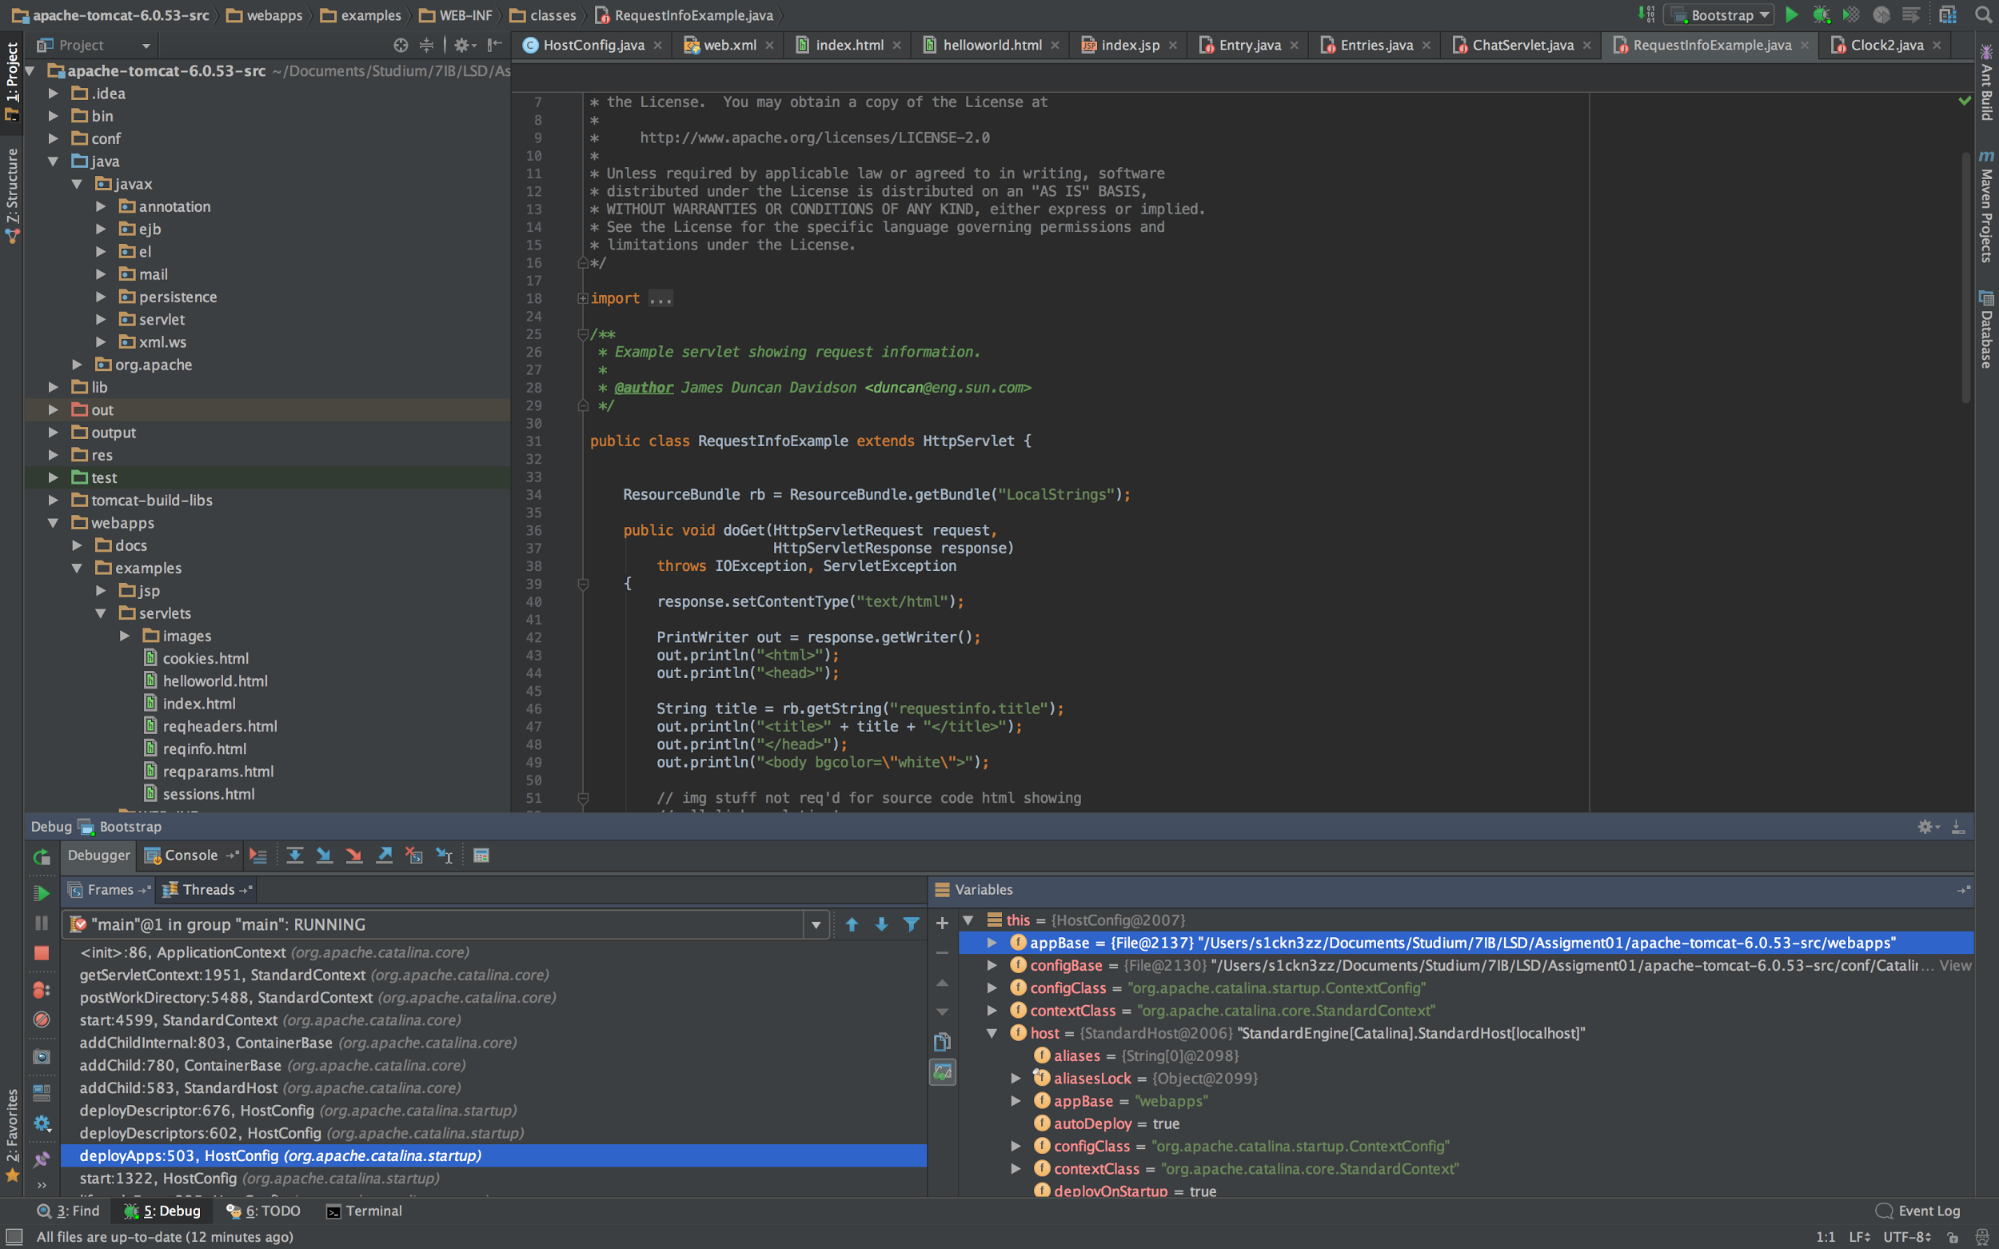 apache-tomcat-6.0.53-src webapps examples WEB-INF classes RequestInfoExample.java
Bootstrap
1: Project
Project
HostConfig.java × web.xml × index.html × helloworld.html × index.jsp × Entry.java × Entries.java × ChatServlet.java × RequestInfoExample.java × Clock2.java ×
apache-tomcat-6.0.53-src ~/Documents/Studium/7IB/LSD/As
.idea
bin
conf
java
javax
annotation
ejb
el
mail
persistence
servlet
xml.ws
org.apache
lib
out
output
res
test
tomcat-build-libs
webapps
docs
examples
jsp
servlets
images
cookies.html
helloworld.html
index.html
reqheaders.html
reqinfo.html
reqparams.html
sessions.html
Z: Structure
2: Favorites
7 * the License.  You may obtain a copy of the License at
8 *
9 *     http://www.apache.org/licenses/LICENSE-2.0
10 *
11 * Unless required by applicable law or agreed to in writing, software
12 * distributed under the License is distributed on an "AS IS" BASIS,
13 * WITHOUT WARRANTIES OR CONDITIONS OF ANY KIND, either express or implied.
14 * See the License for the specific language governing permissions and
15 * limitations under the License.
16 */
17
18 import ...
24
25 /**
26 * Example servlet showing request information.
27 *
28 * @author James Duncan Davidson <duncan@eng.sun.com>
29 */
30
31 public class RequestInfoExample extends HttpServlet {
32
33
34 ResourceBundle rb = ResourceBundle.getBundle("LocalStrings");
35
36 public void doGet(HttpServletRequest request,
37 HttpServletResponse response)
38 throws IOException, ServletException
39 {
40 response.setContentType("text/html");
41
42 PrintWriter out = response.getWriter();
43 out.println("<html>");
44 out.println("<head>");
45
46 String title = rb.getString("requestinfo.title");
47 out.println("<title>" + title + "</title>");
48 out.println("</head>");
49 out.println("<body bgcolor=\"white\">");
50
51 // img stuff not req'd for source code html showing
Ant Build
Maven Projects
Database
Debug Bootstrap
Debugger Console
Frames Threads
"main"@1 in group "main": RUNNING
<init>:86, ApplicationContext (org.apache.catalina.core)
getServletContext:1951, StandardContext (org.apache.catalina.core)
postWorkDirectory:5488, StandardContext (org.apache.catalina.core)
start:4599, StandardContext (org.apache.catalina.core)
addChildInternal:803, ContainerBase (org.apache.catalina.core)
addChild:780, ContainerBase (org.apache.catalina.core)
addChild:583, StandardHost (org.apache.catalina.core)
deployDescriptor:676, HostConfig (org.apache.catalina.startup)
deployDescriptors:602, HostConfig (org.apache.catalina.startup)
deployApps:503, HostConfig (org.apache.catalina.startup)
start:1322, HostConfig (org.apache.catalina.startup)
Variables
this = {HostConfig@2007}
appBase = {File@2137} "/Users/s1ckn3zz/Documents/Studium/7IB/LSD/Assigment01/apache-tomcat-6.0.53-src/webapps"
configBase = {File@2130} "/Users/s1ckn3zz/Documents/Studium/7IB/LSD/Assigment01/apache-tomcat-6.0.53-src/conf/Catalin... View
configClass = "org.apache.catalina.startup.ContextConfig"
contextClass = "org.apache.catalina.core.StandardContext"
host = {StandardHost@2006} "StandardEngine[Catalina].StandardHost[localhost]"
aliases = {String[0]@2098}
aliasesLock = {Object@2099}
appBase = "webapps"
autoDeploy = true
configClass = "org.apache.catalina.startup.ContextConfig"
contextClass = "org.apache.catalina.core.StandardContext"
deployOnStartup = true
3: Find 5: Debug 6: TODO Terminal Event Log
All files are up-to-date (12 minutes ago) 1:1 LF UTF-8